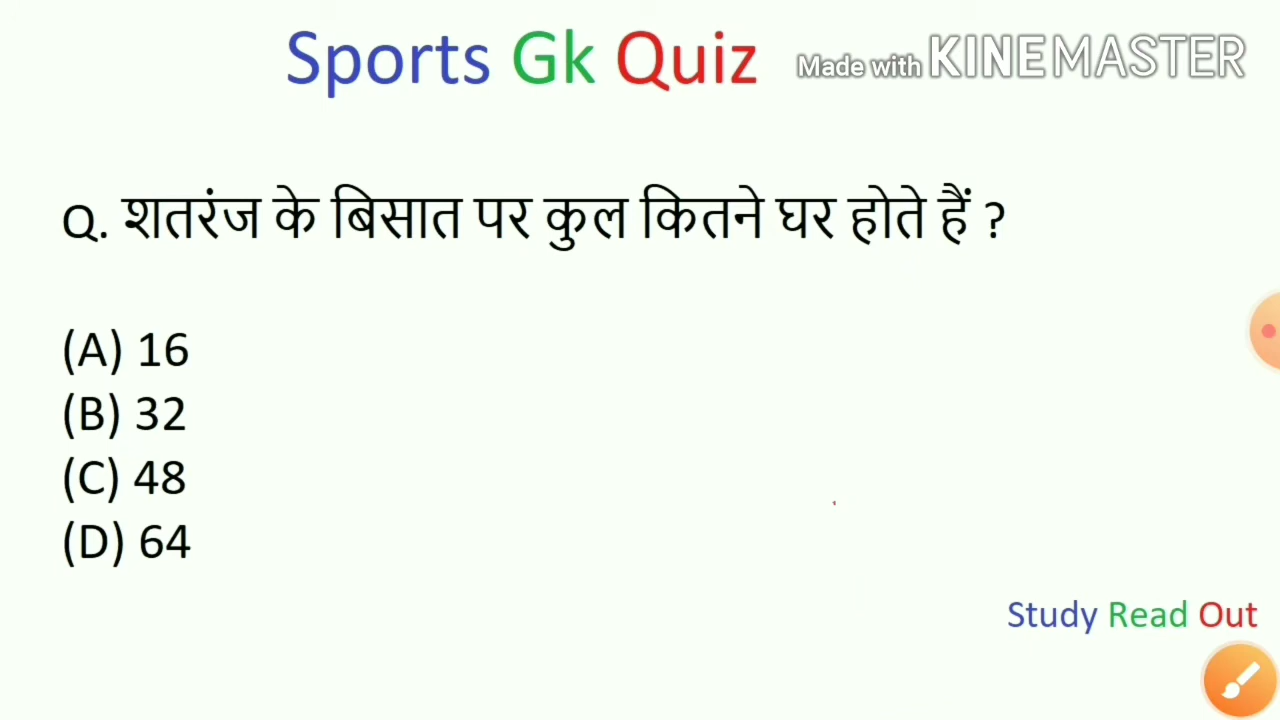 Sports Gk Quiz
Made with KINEMASTER
Q. शतरंज के बिसात पर कुल कितने घर होते हैं ?
(A) 16
(B) 32
(C) 48
(D) 64
Study Read Out